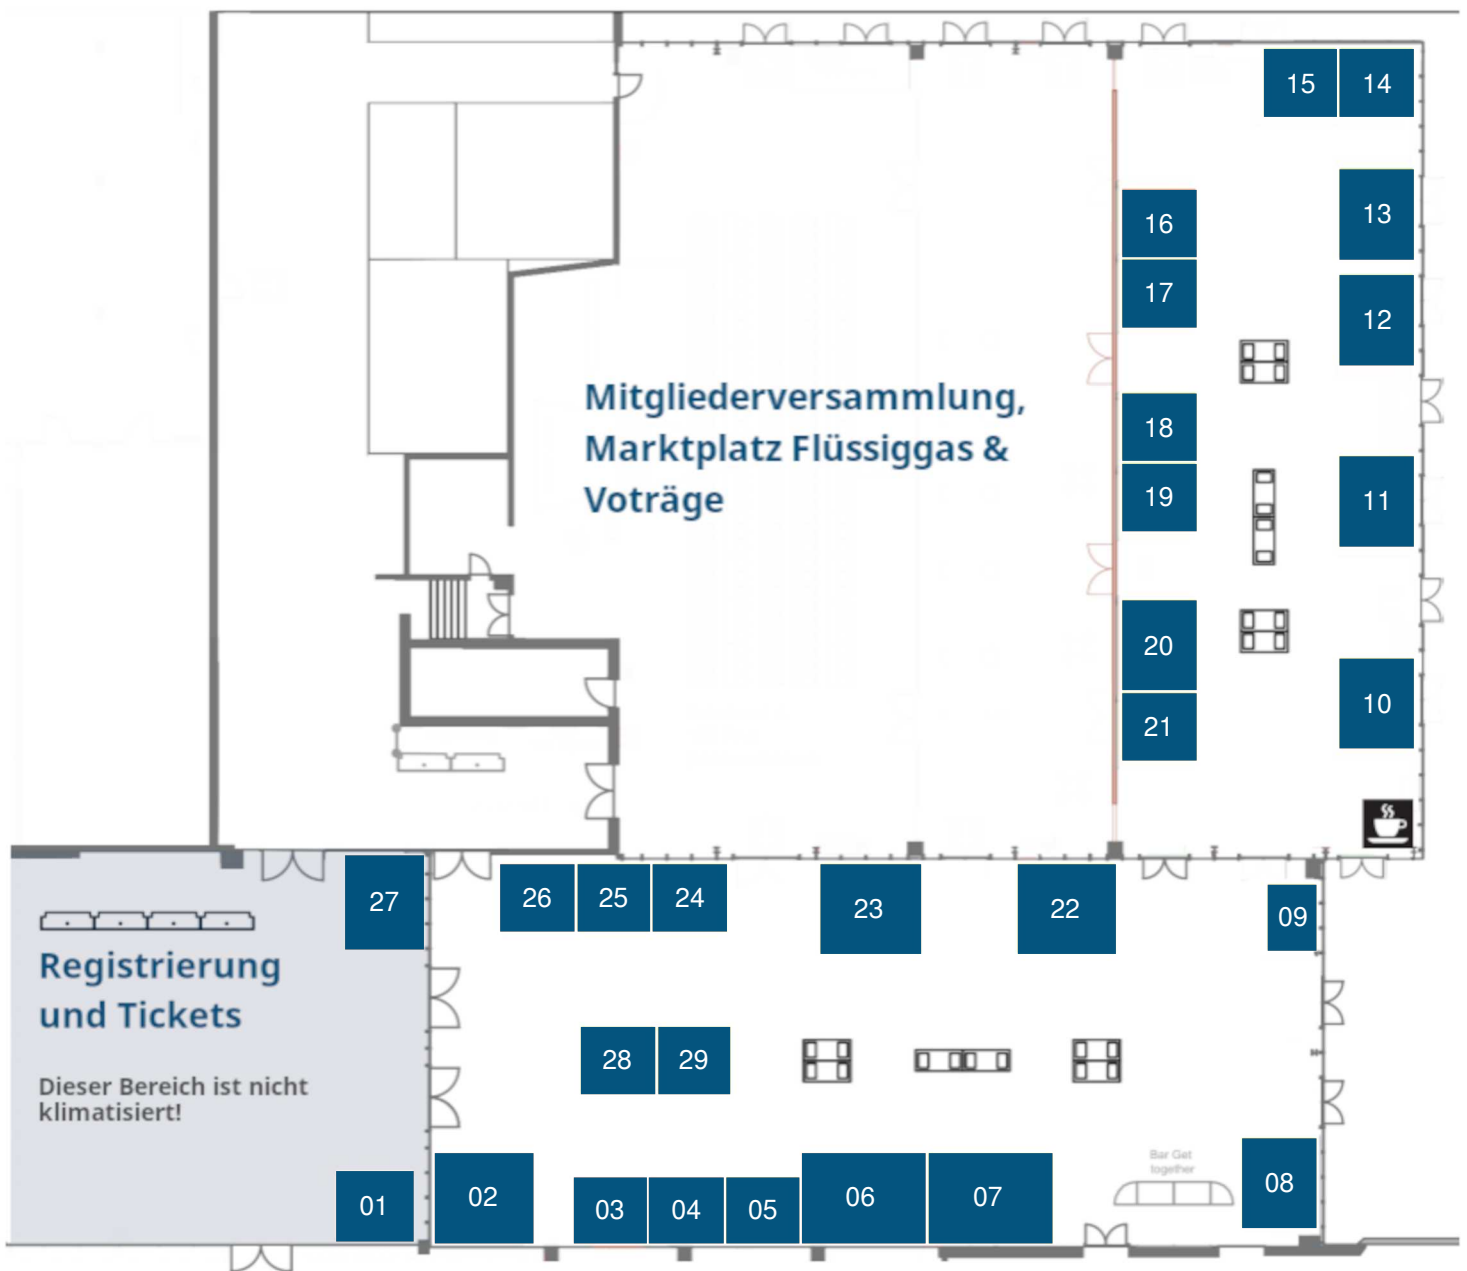 15 14
13
16
17
12
Mitgliederversammlung,
Marktplatz Flüssiggas &
Voträge
18
19
11
20
21
10
27
26 25 24
23
22
09
Registrierung
und Tickets
Dieser Bereich ist nicht
klimatisiert!
28 29
Bar Get
together
01
02
03 04 05
06
07
08